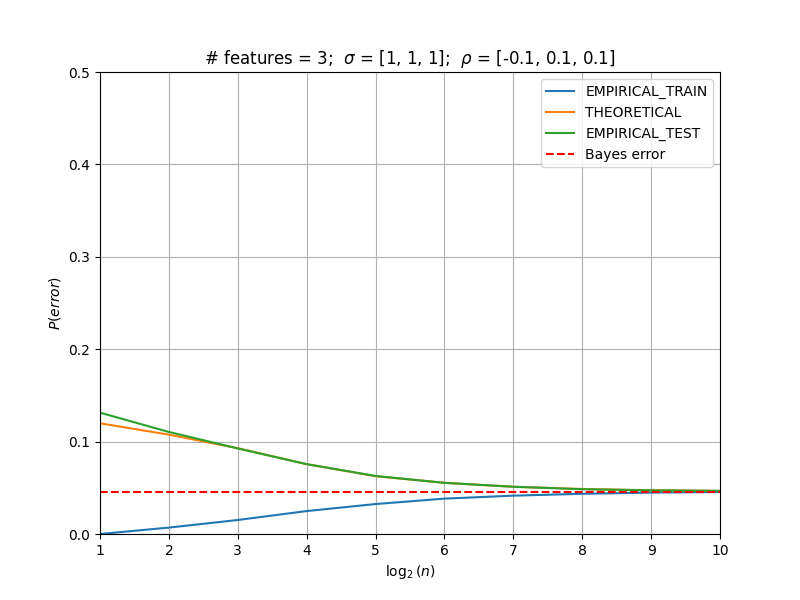 # features = 3; σ = [1, 1, 1]; ρ = [-0.1, 0.1, 0.1]
EMPIRICAL_TRAIN
THEORETICAL
EMPIRICAL_TEST
Bayes error
P(error)
0.5
0.4
0.3
0.2
0.1
0.0
1 2 3 4 5 6 7 8 9 10
log₂(n)